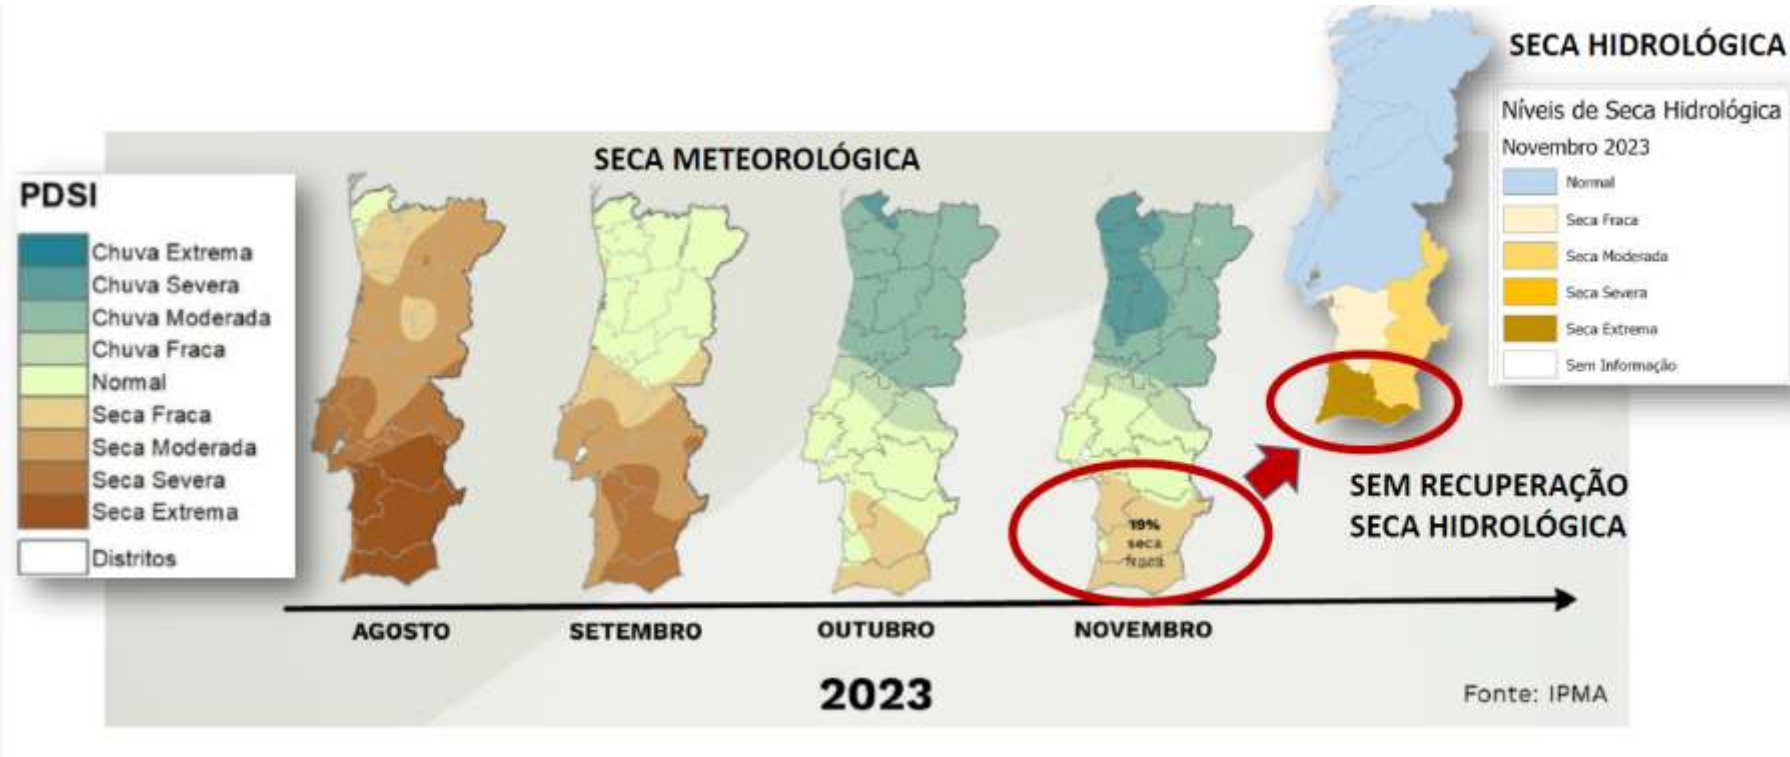 SECA HIDROLÓGICA
Níveis de Seca Hidrológica
Novembro 2023
Normal
Seca Fraca
Seca Moderada
Seca Severa
Seca Extrema
Sem Informação
SECA METEOROLÓGICA
PDSI
Chuva Extrema
Chuva Severa
Chuva Moderada
Chuva Fraca
Normal
Seca Fraca
Seca Moderada
Seca Severa
Seca Extrema
Distritos
19%
seca
fraca
SEM RECUPERAÇÃO
SECA HIDROLÓGICA
AGOSTO
SETEMBRO
OUTUBRO
NOVEMBRO
2023
Fonte: IPMA